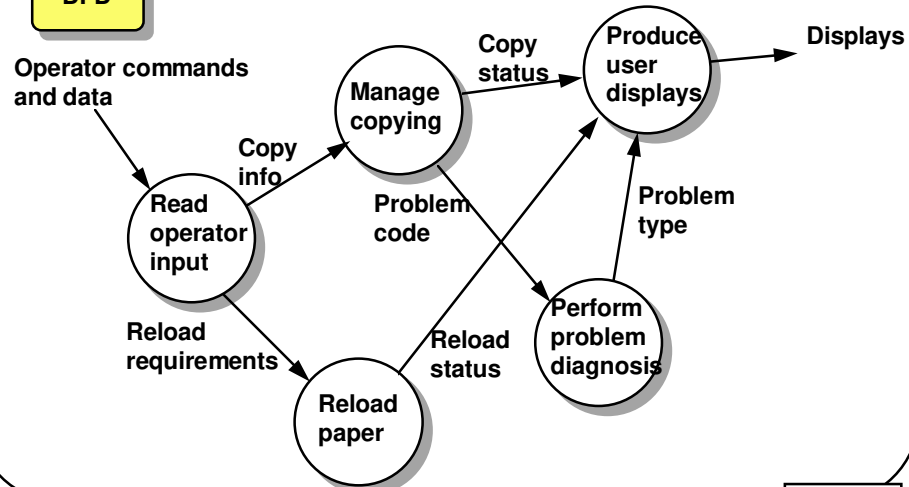 DFD
Operator commands
and data
Copy
info
Read
operator
input
Reload
requirements
Manage
copying
Copy
status
Produce
user
displays
Displays
Problem
code
Problem
type
Reload
status
Perform
problem
diagnosis
Reload
paper